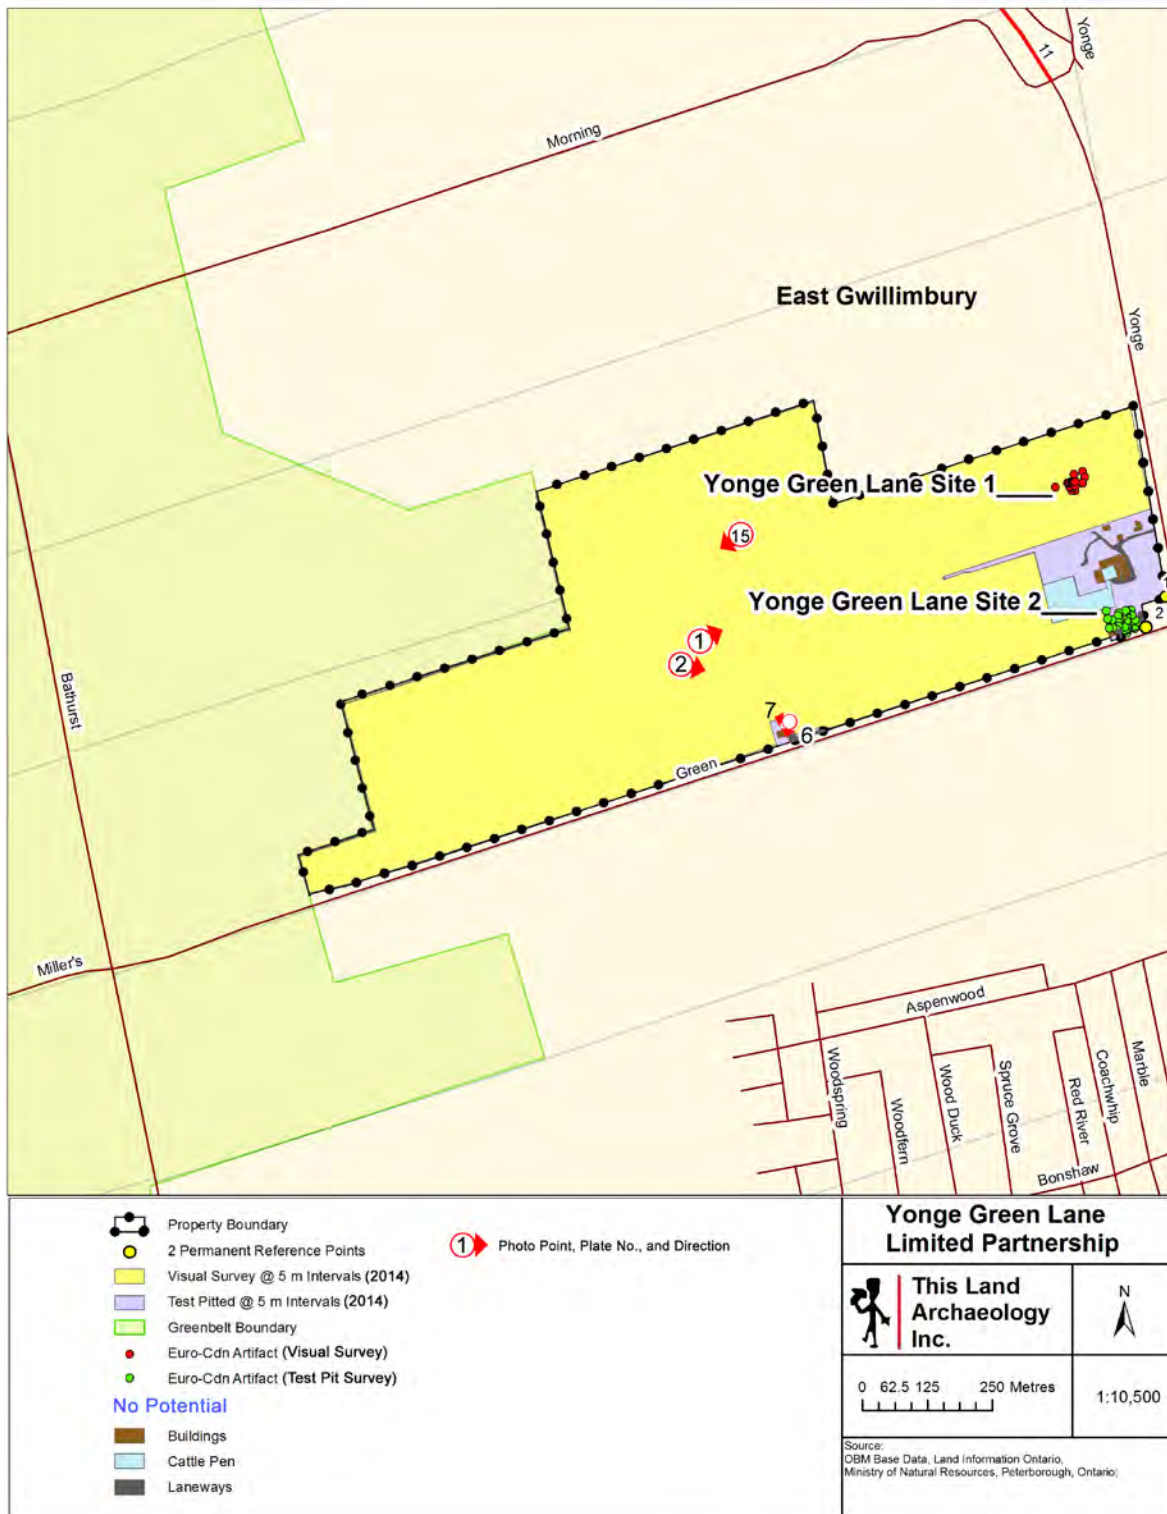 Yonge
11
Morning
East Gwillimbury
Yonge
Yonge Green Lane Site 1
15
Yonge Green Lane Site 2
1
2
1
2
7
6
Green
Bathurst
Miller's
Aspenwood
Woodspring
Woodfern
Wood Duck
Spruce Grove
Red River
Coachwhip
Marble
Bonshaw
Property Boundary
2 Permanent Reference Points
Visual Survey @ 5 m Intervals (2014)
Test Pitted @ 5 m Intervals (2014)
Greenbelt Boundary
Euro-Cdn Artifact (Visual Survey)
Euro-Cdn Artifact (Test Pit Survey)
No Potential
Buildings
Cattle Pen
Laneways
1 Photo Point, Plate No., and Direction
Yonge Green Lane
Limited Partnership
This Land
Archaeology
Inc.
N
0 62.5 125 250 Metres
1:10,500
Source:
OBM Base Data, Land Information Ontario,
Ministry of Natural Resources, Peterborough, Ontario;